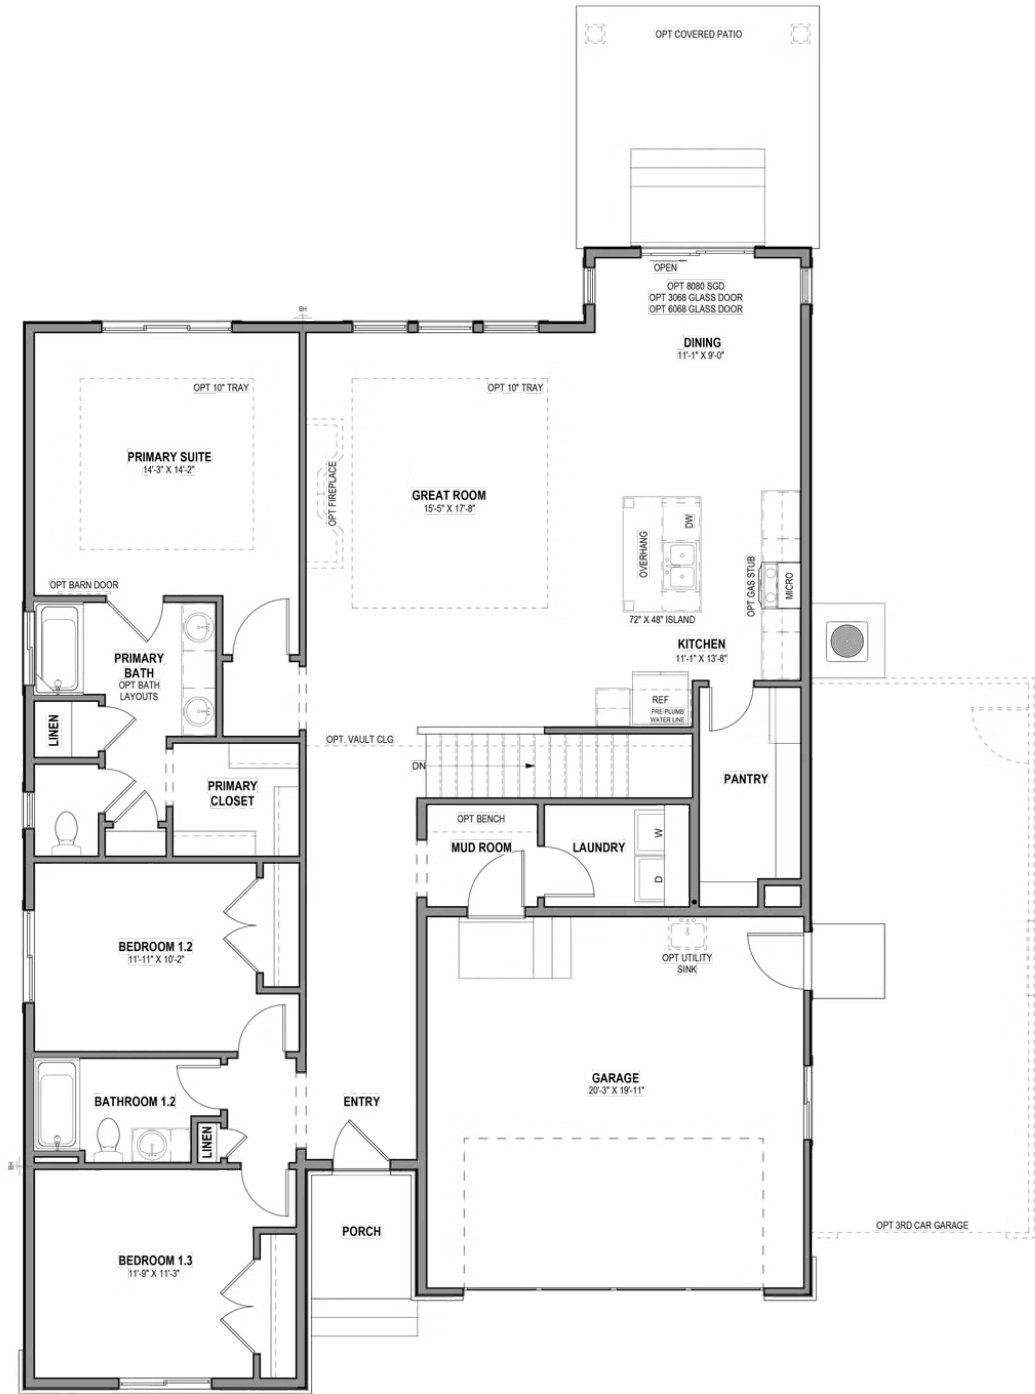 OPT COVERED PATIO
OPEN
OPT 8080 SGD
OPT 3068 GLASS DOOR
OPT 6068 GLASS DOOR
DINING
11'-1" X 9'-0"
BH
OPT 10" TRAY
OPT 10" TRAY
PRIMARY SUITE
14'-3" X 14'-2"
OPT FIREPLACE
GREAT ROOM
15'-5" X 17'-8"
OVERHANG
DW
72" X 48" ISLAND
OPT GAS STUB
MICRO
KITCHEN
11'-1" X 13'-8"
OPT BARN DOOR
PRIMARY
BATH
OPT BATH
LAYOUTS
LINEN
REF
PRE-PLUMB
WATER LINE
OPT. VAULT CLG
DN
PRIMARY
CLOSET
PANTRY
OPT BENCH
MUD ROOM
LAUNDRY
W
D
BEDROOM 1.2
11'-11" X 10'-2"
OPT UTILITY
SINK
GARAGE
20'-3" X 19'-11"
BATHROOM 1.2
LINEN
ENTRY
BH
PORCH
OPT 3RD CAR GARAGE
BEDROOM 1.3
11'-9" X 11'-3"